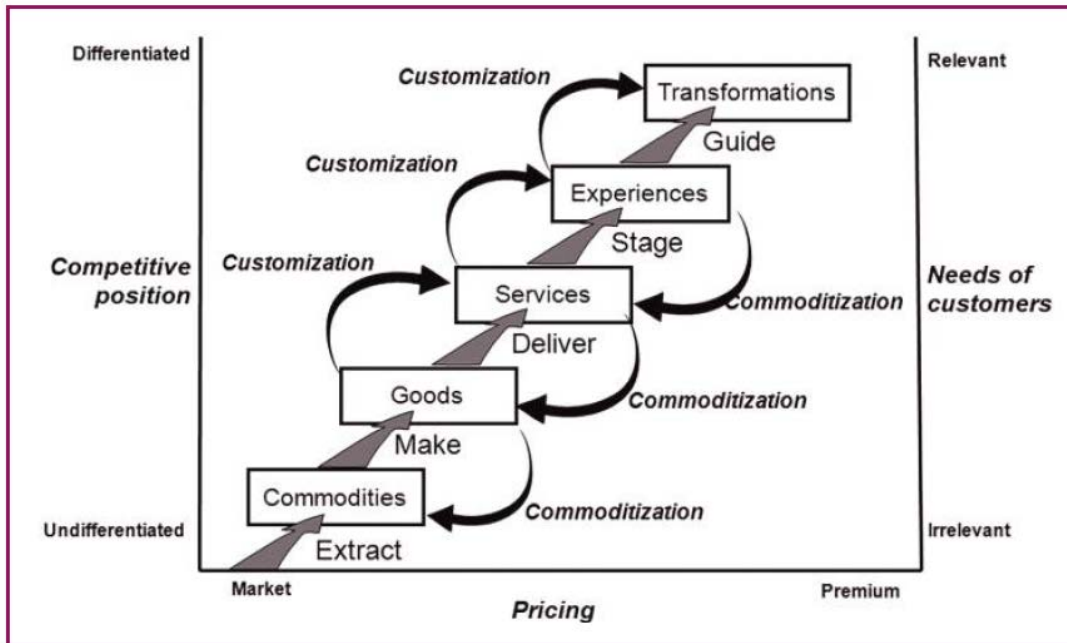 Differentiated
Relevant
Customization
Transformations
Guide
Customization
Experiences
Stage
Competitive
position
Customization
Services
Needs of
customers
Commoditization
Deliver
Goods
Commoditization
Make
Commodities
Commoditization
Undifferentiated
Extract
Irrelevant
Market
Pricing
Premium